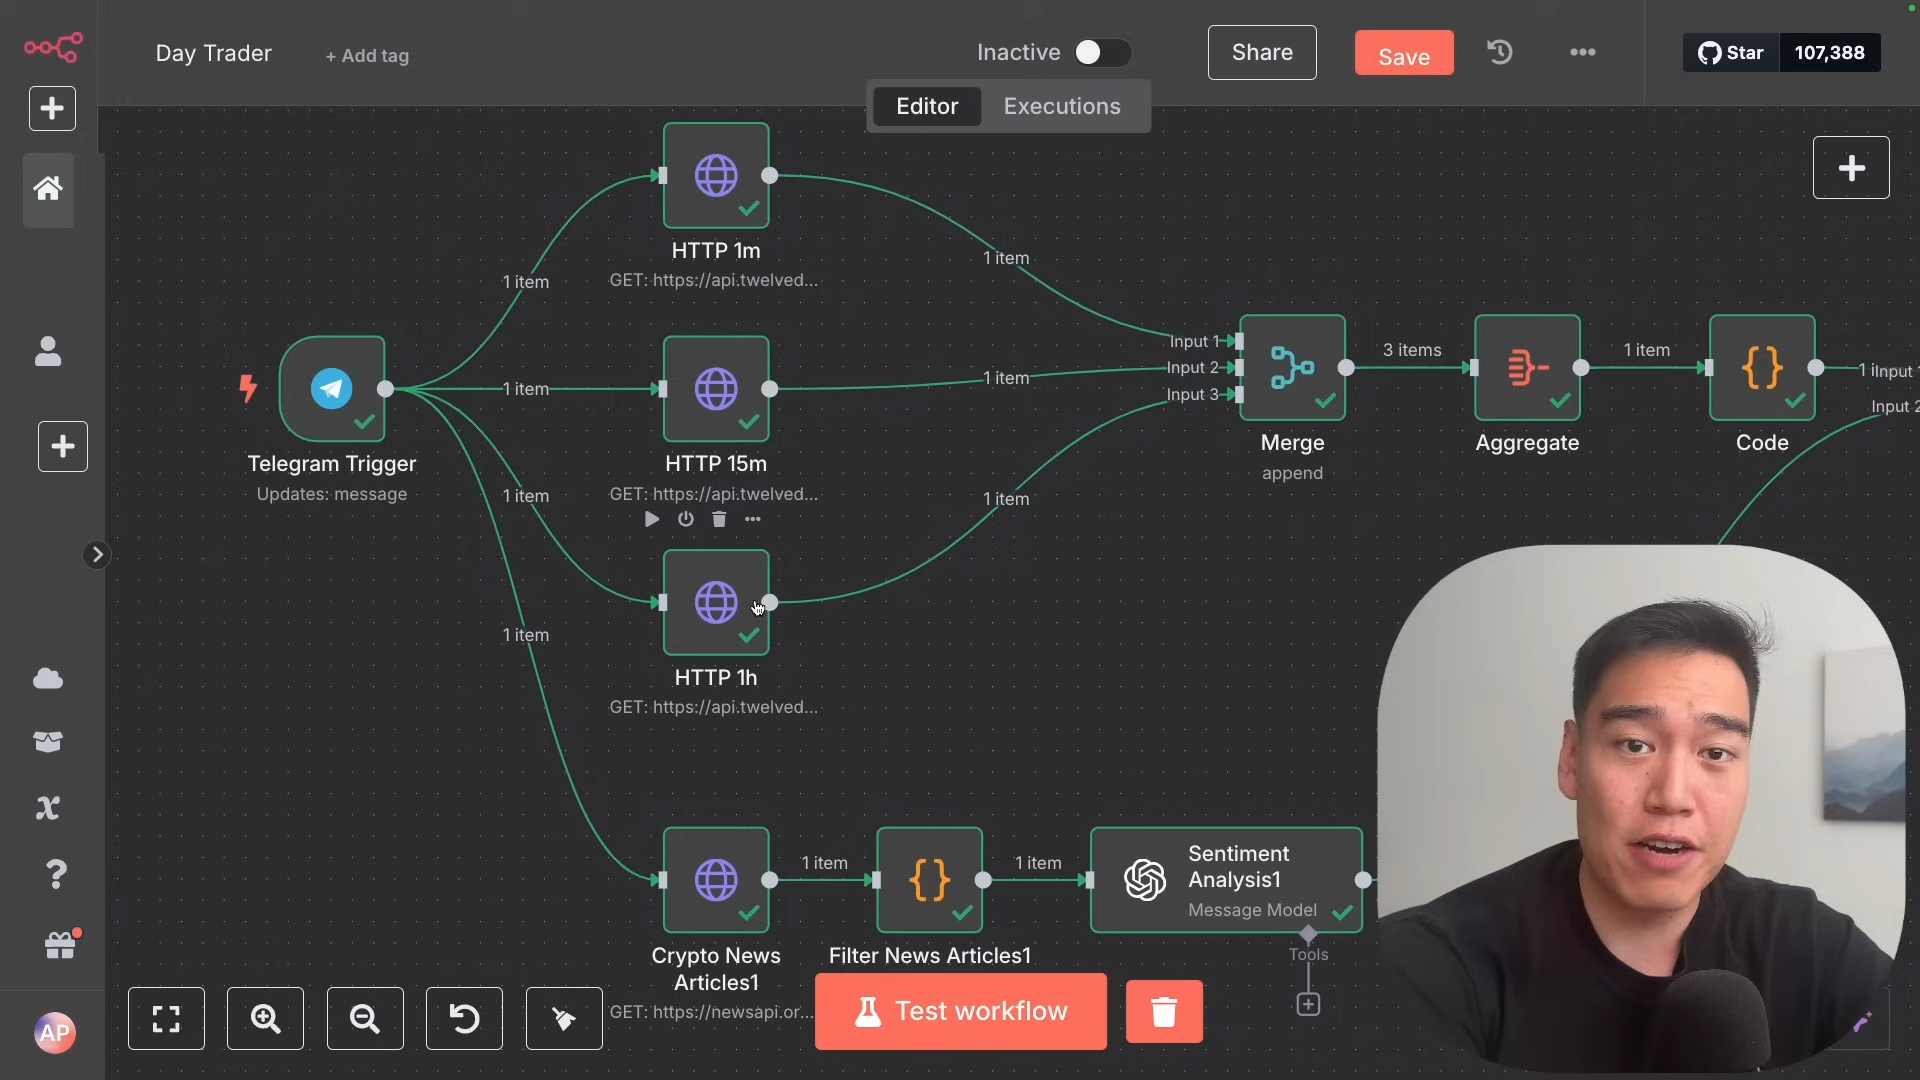 Day Trader
+ Add tag
Inactive
Share
Save
Star
107,388
Editor
Executions
HTTP 1m
GET: https://api.twelved...
1 item
1 item
Input 1
Input 2
Input 3
3 items
1 item
1 Input 1
Input 2
1 item
1 item
Telegram Trigger
Updates: message
HTTP 15m
GET: https://api.twelved...
Merge
append
Aggregate
Code
1 item
1 item
HTTP 1h
GET: https://api.twelved...
1 item
1 item
1 item
Sentiment
Analysis1
Message Model
Tools
Crypto News
Articles1
GET: https://newsapi.or...
Filter News Articles1
Test workflow
AP